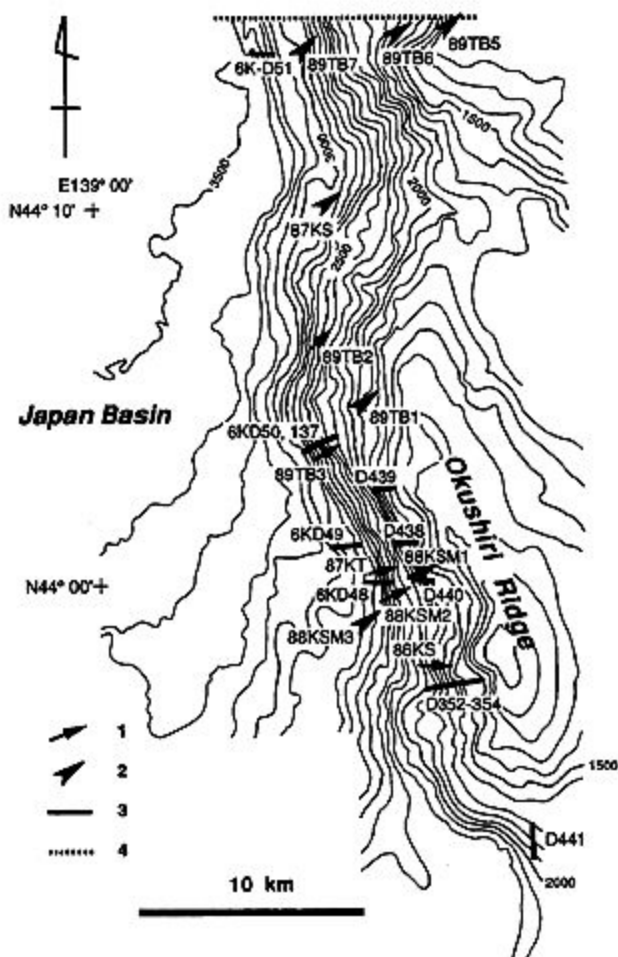 89TB5
89TB6
89TB7
6K-D51
1500
3000
3500
2000
E139° 00'
N44° 10'
87KS
2500
89TB2
89TB1
Japan Basin
6KD50, 137
89TB3
D439
Okushiri Ridge
6KD49
D438
88KSM1
87KT
N44° 00'
6KD48
D440
88KSM2
88KSM3
86KS
D352-354
1
2
3
4
1500
D441
2000
10 km